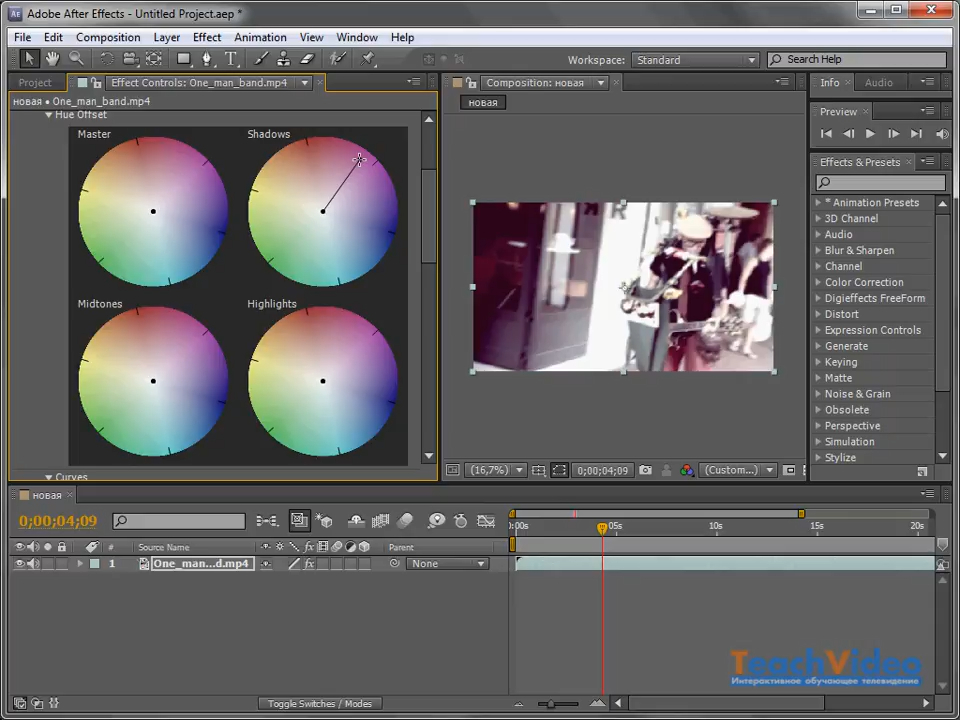 Adobe After Effects - Untitled Project.aep *
File Edit Composition Layer Effect Animation View Window Help
Workspace: Standard Search Help
Project Effect Controls: One_man_band.mp4 Composition: новая Info Audio
новая • One_man_band.mp4
новая
Hue Offset
Master Shadows
Midtones Highlights
Curves
Preview
Effects & Presets
* Animation Presets
3D Channel
Audio
Blur & Sharpen
Channel
Color Correction
Digieffects FreeForm
Distort
Expression Controls
Generate
Keying
Matte
Noise & Grain
Obsolete
Perspective
Simulation
Stylize
(16,7%) 0;00;04;09 (Custom...
новая
0;00;04;09
:00s 05s 10s 15s 20s
# Source Name Parent
1 One_man...d.mp4 None
TeachVideo
Интерактивное обучающее телевидение
Toggle Switches / Modes